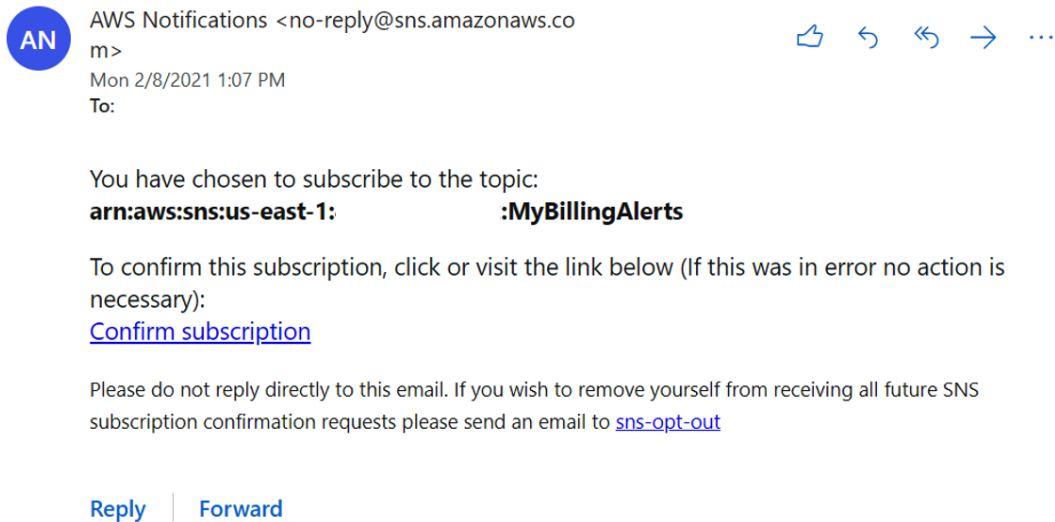 AN
AWS Notifications <no-reply@sns.amazonaws.co
m>
Mon 2/8/2021 1:07 PM
To:
You have chosen to subscribe to the topic:
arn:aws:sns:us-east-1: :MyBillingAlerts
To confirm this subscription, click or visit the link below (If this was in error no action is
necessary):
Confirm subscription
Please do not reply directly to this email. If you wish to remove yourself from receiving all future SNS
subscription confirmation requests please send an email to sns-opt-out
Reply Forward